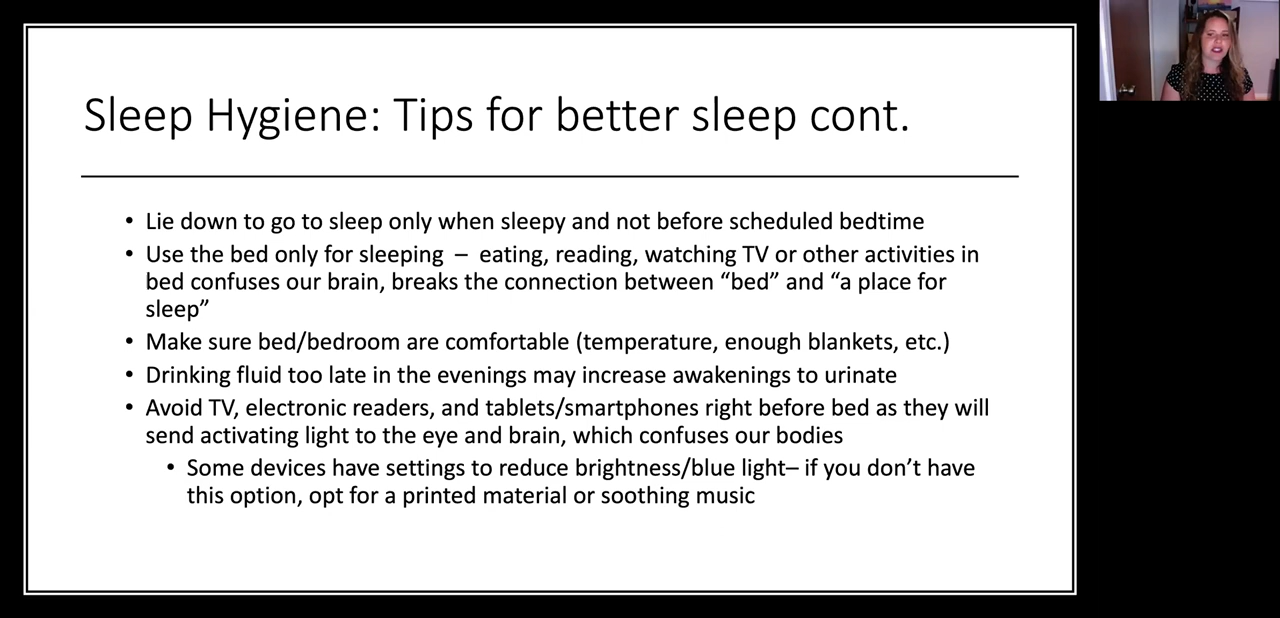 Sleep Hygiene: Tips for better sleep cont.
• Lie down to go to sleep only when sleepy and not before scheduled bedtime
• Use the bed only for sleeping – eating, reading, watching TV or other activities in
bed confuses our brain, breaks the connection between “bed” and “a place for
sleep”
• Make sure bed/bedroom are comfortable (temperature, enough blankets, etc.)
• Drinking fluid too late in the evenings may increase awakenings to urinate
• Avoid TV, electronic readers, and tablets/smartphones right before bed as they will
send activating light to the eye and brain, which confuses our bodies
• Some devices have settings to reduce brightness/blue light– if you don’t have
this option, opt for a printed material or soothing music